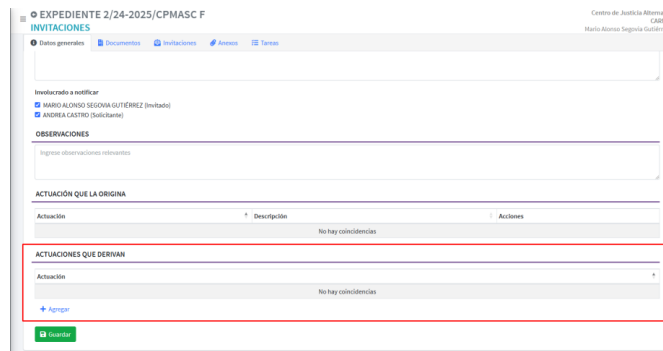 EXPEDIENTE 2/24-2025/CPMASC F
INVITACIONES
Centro de Justicia Alterna
CAR
Mario Alonso Segovia Gutiérr
Datos generales Documentos Invitaciones Anexos Tareas
Involucrado a notificar
MARIO ALONSO SEGOVIA GUTIÉRREZ (Invitado)
ANDREA CASTRO (Solicitante)
OBSERVACIONES
Ingrese observaciones relevantes
ACTUACIÓN QUE LA ORIGINA
Actuación Descripción Acciones
No hay coincidencias
ACTUACIONES QUE DERIVAN
Actuación
No hay coincidencias
+ Agregar
Guardar